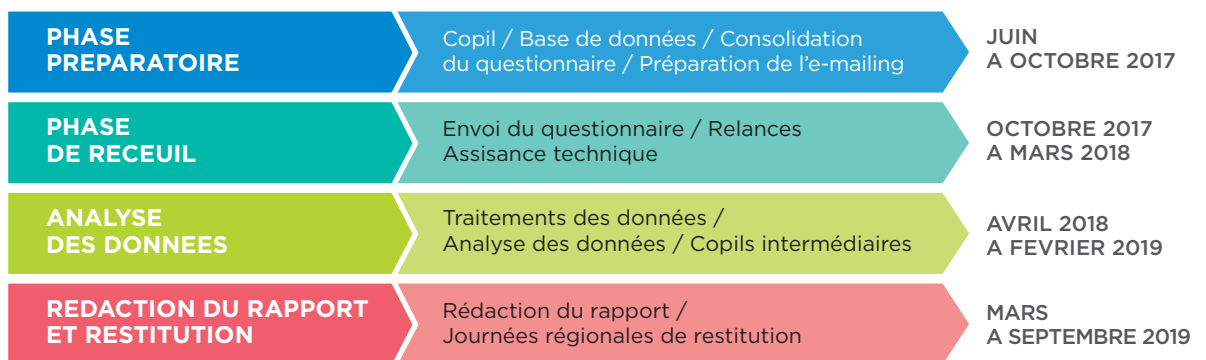 PHASE
PREPARATOIRE
Copil / Base de données / Consolidation
du questionnaire / Préparation de l'e-mailing
JUIN
A OCTOBRE 2017
PHASE
DE RECEUIL
Envoi du questionnaire / Relances
Assisance technique
OCTOBRE 2017
A MARS 2018
ANALYSE
DES DONNEES
Traitements des données /
Analyse des données / Copils intermédiaires
AVRIL 2018
A FEVRIER 2019
REDACTION DU RAPPORT
ET RESTITUTION
Rédaction du rapport /
Journées régionales de restitution
MARS
A SEPTEMBRE 2019